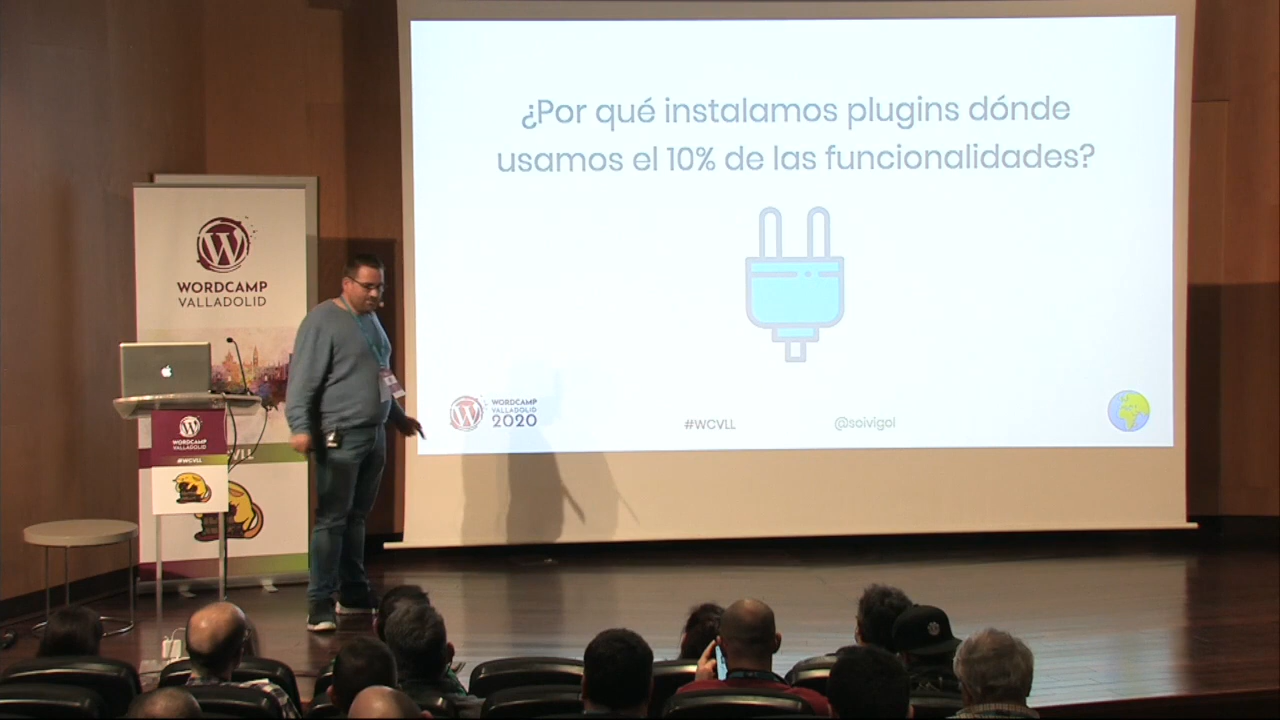 ¿Por qué instalamos plugins dónde
usamos el 10% de las funcionalidades?
WORDCAMP
VALLADOLID
2020
#WCVLL
@soivigol
WORDCAMP
VALLADOLID
WORDCAMP
VALLADOLID
#WCVLL